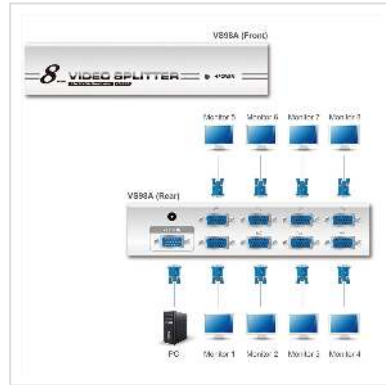 VS98A (Front)
8 VIDEO SPLITTER
POWER
Monitor 5 Monitor 6 Monitor 7 Monitor 8
VS98A (Rear)
PC Monitor 1 Monitor 2 Monitor 3 Monitor 4